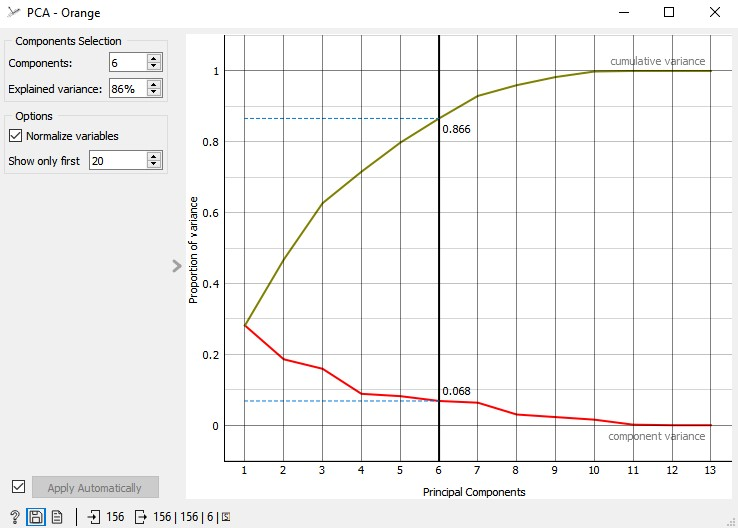 PCA - Orange
Components Selection
Components: 6
Explained variance: 86%
Options
Normalize variables
Show only first 20
Apply Automatically
? 156 156 | 156 | 6 |
cumulative variance
1
0.866
0.8
0.6
Proportion of variance
0.4
0.2
0.068
0
component variance
1 2 3 4 5 6 7 8 9 10 11 12 13
Principal Components